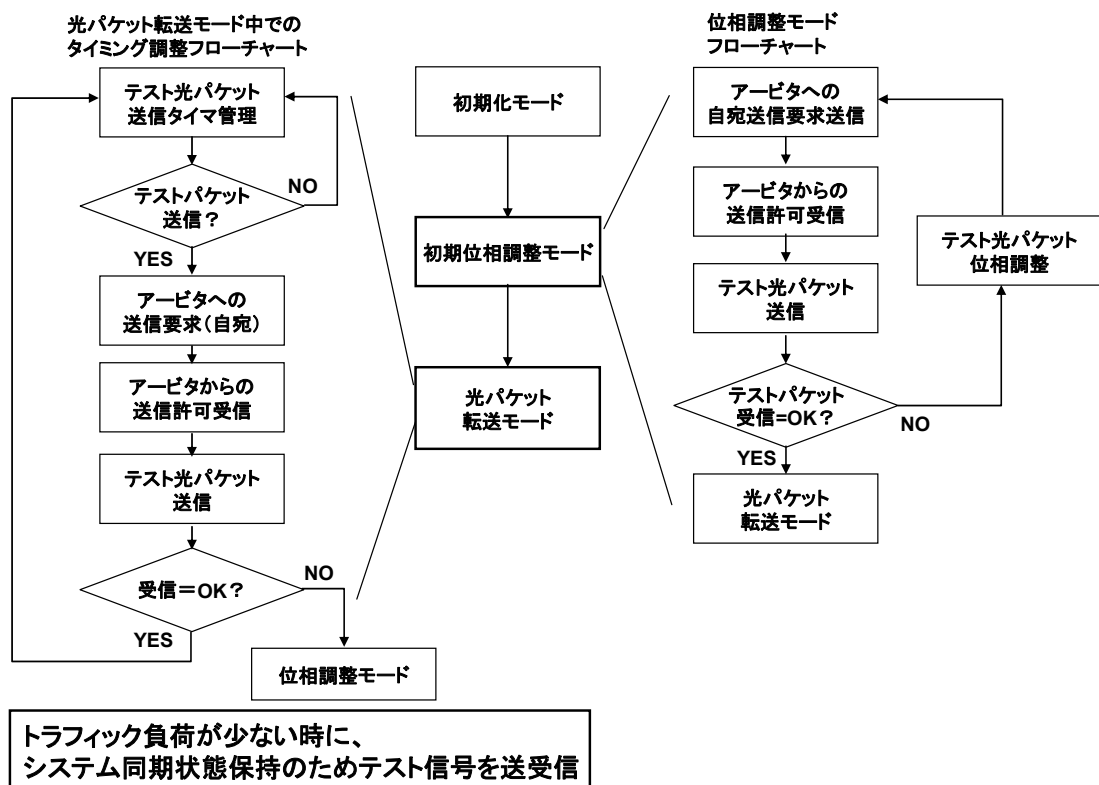 光パケット転送モード中での
タイミング調整フローチャート
テスト光パケット
送信タイマ管理
テストパケット
送信?
NO
YES
アービタへの
送信要求(自宛)
アービタからの
送信許可受信
テスト光パケット
送信
受信=OK?
NO
YES
位相調整モード
初期化モード
初期位相調整モード
光パケット
転送モード
位相調整モード
フローチャート
アービタへの
自宛送信要求送信
アービタからの
送信許可受信
テスト光パケット
送信
テスト光パケット
位相調整
テストパケット
受信=OK?
NO
YES
光パケット
転送モード
トラフィック負荷が少ない時に、
システム同期状態保持のためテスト信号を送受信